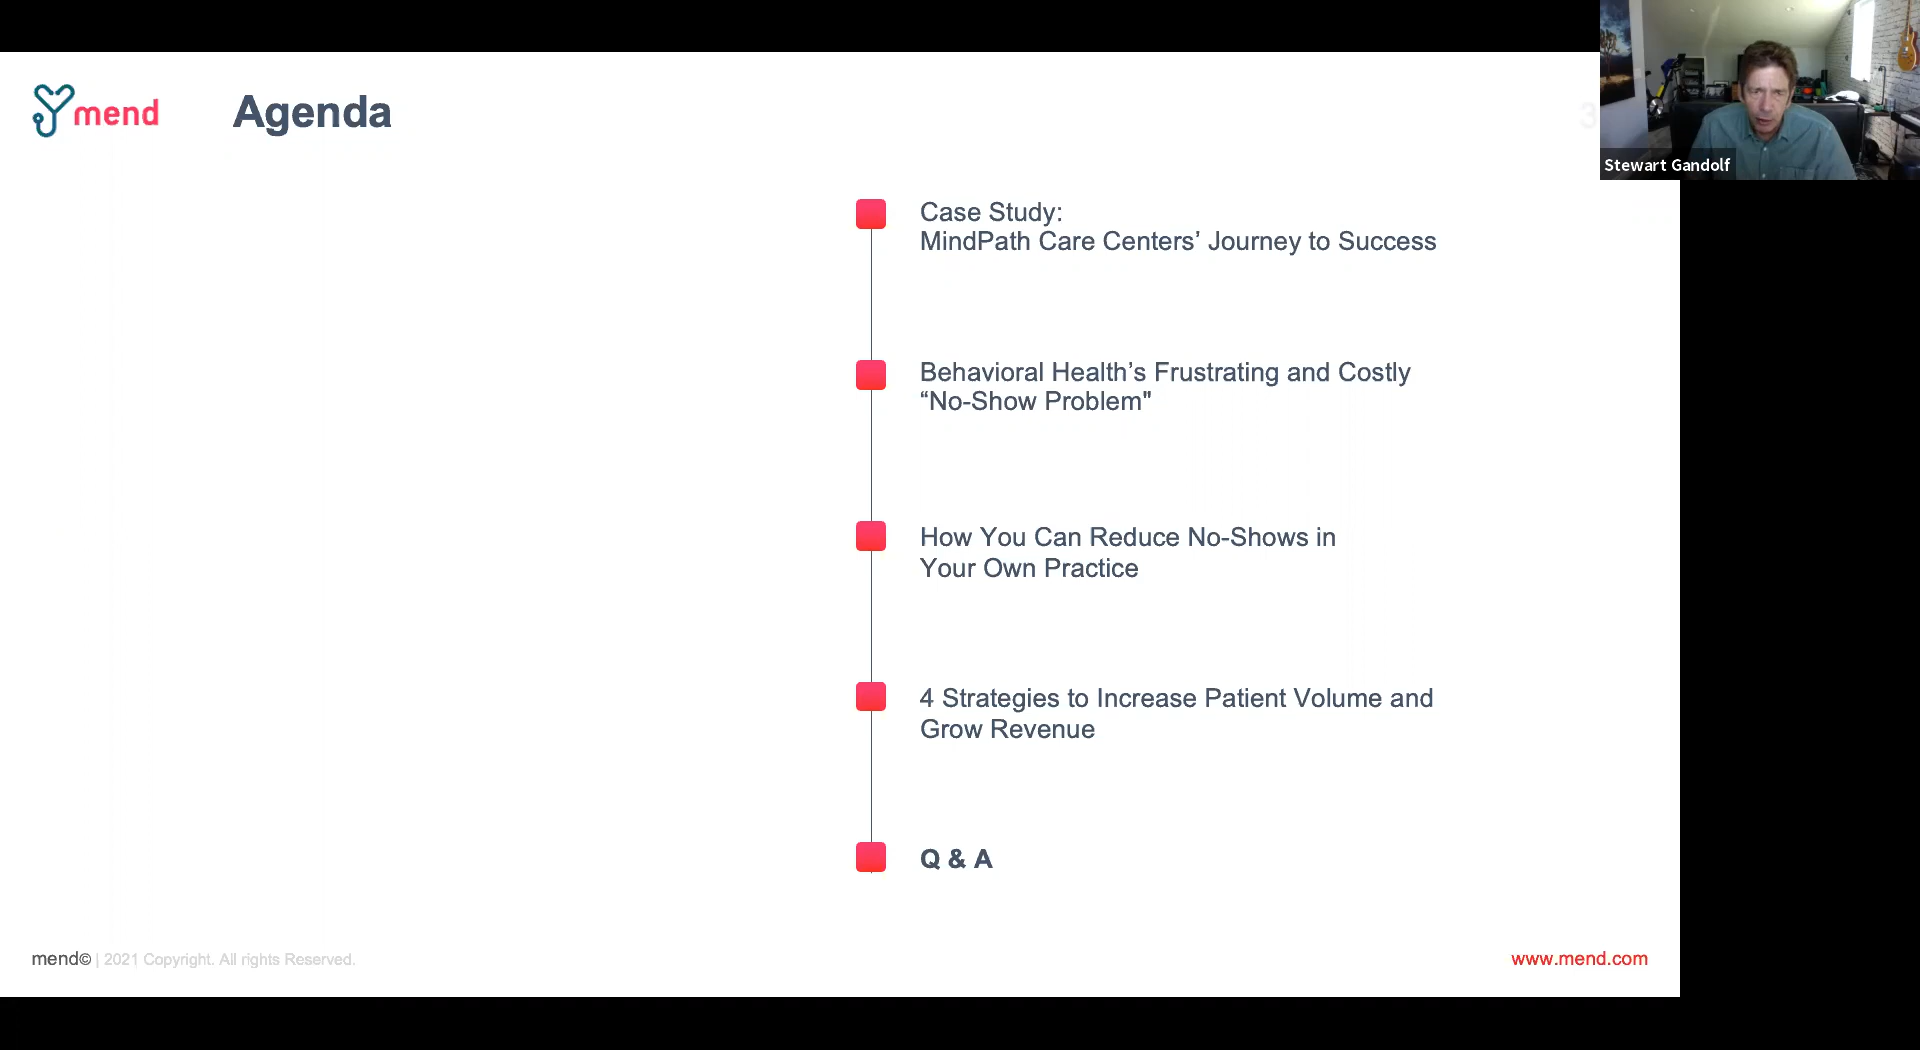 mend
Agenda
3
Stewart Gandolf
Case Study:
MindPath Care Centers’ Journey to Success
Behavioral Health’s Frustrating and Costly
“No-Show Problem"
How You Can Reduce No-Shows in
Your Own Practice
4 Strategies to Increase Patient Volume and
Grow Revenue
Q & A
mend© | 2021 Copyright. All rights Reserved.
www.mend.com